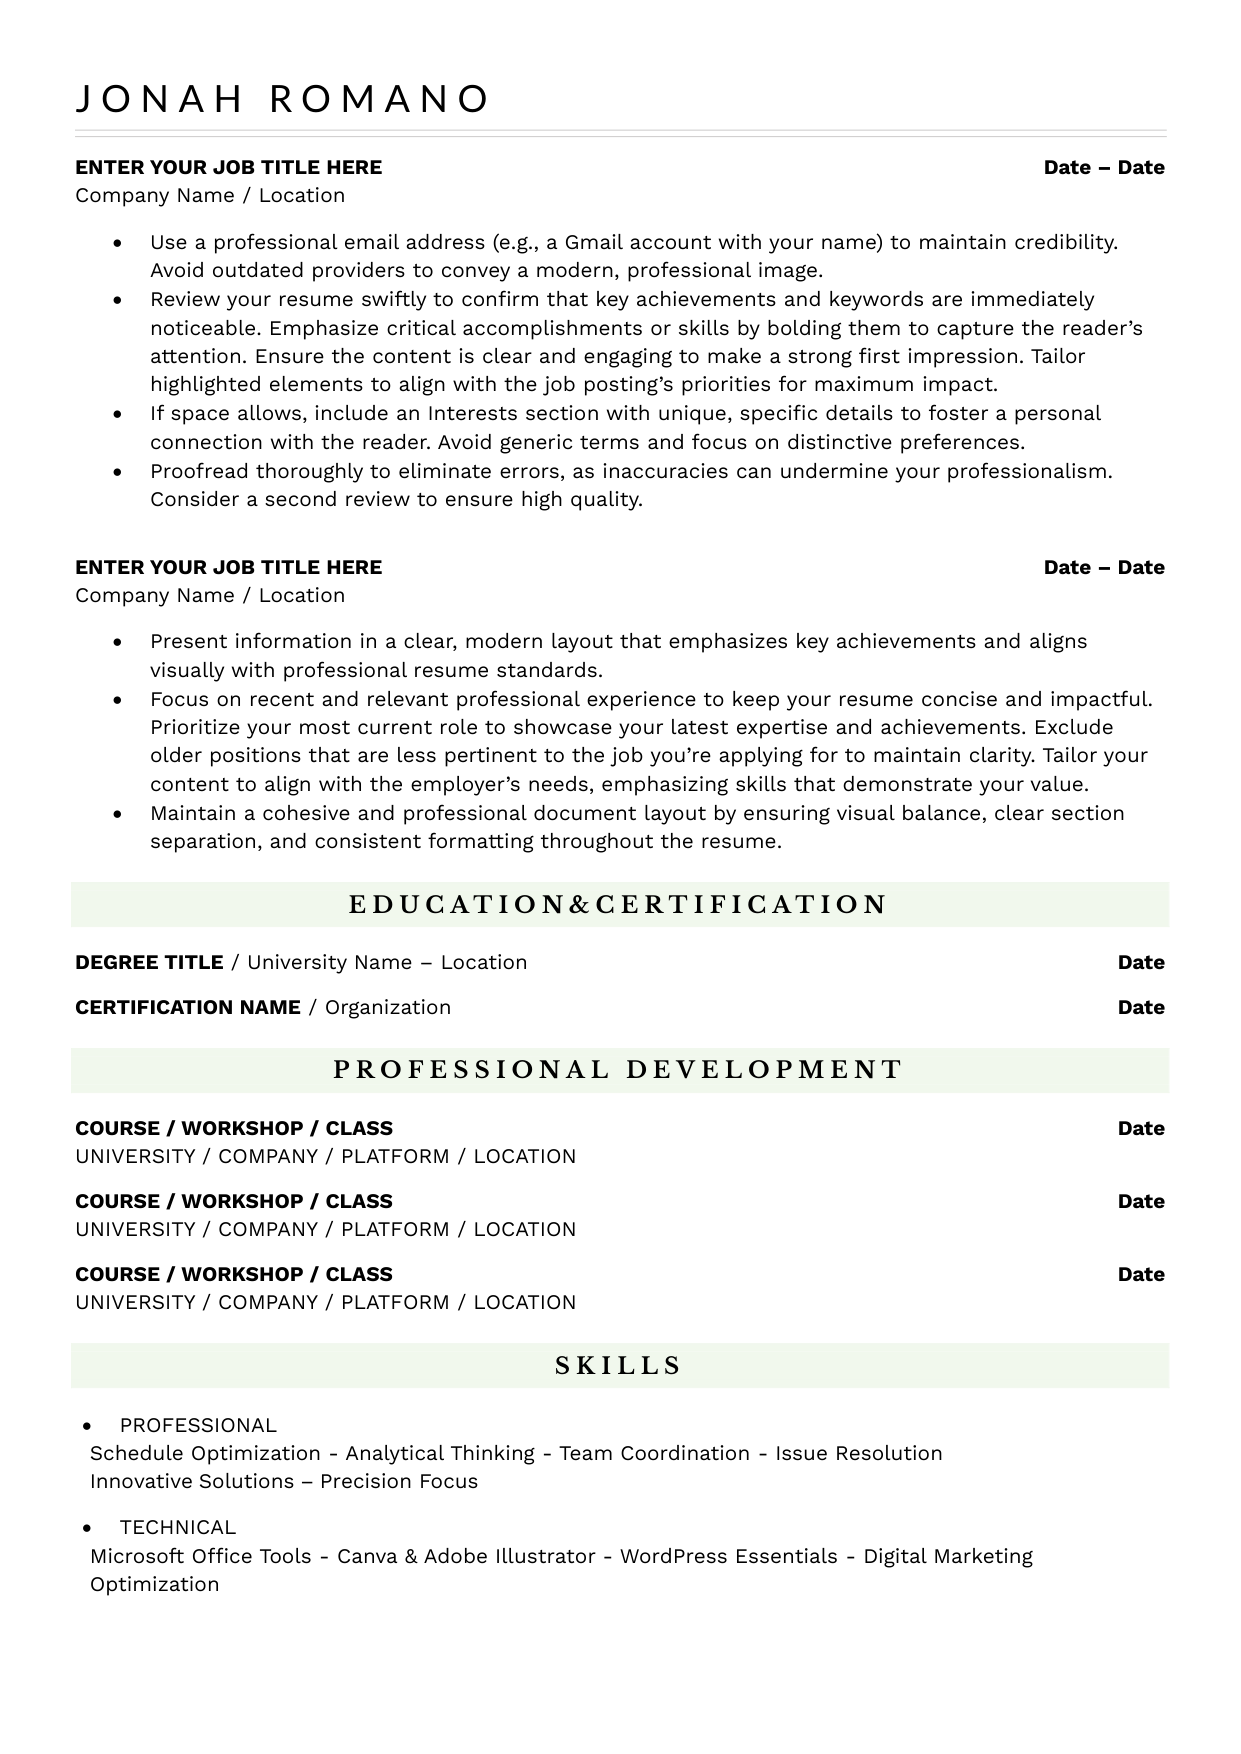 JONAH ROMANO
ENTER YOUR JOB TITLE HERE Date – Date
Company Name / Location
• Use a professional email address (e.g., a Gmail account with your name) to maintain credibility.
Avoid outdated providers to convey a modern, professional image.
• Review your resume swiftly to confirm that key achievements and keywords are immediately
noticeable. Emphasize critical accomplishments or skills by bolding them to capture the reader’s
attention. Ensure the content is clear and engaging to make a strong first impression. Tailor
highlighted elements to align with the job posting’s priorities for maximum impact.
• If space allows, include an Interests section with unique, specific details to foster a personal
connection with the reader. Avoid generic terms and focus on distinctive preferences.
• Proofread thoroughly to eliminate errors, as inaccuracies can undermine your professionalism.
Consider a second review to ensure high quality.
ENTER YOUR JOB TITLE HERE Date – Date
Company Name / Location
• Present information in a clear, modern layout that emphasizes key achievements and aligns
visually with professional resume standards.
• Focus on recent and relevant professional experience to keep your resume concise and impactful.
Prioritize your most current role to showcase your latest expertise and achievements. Exclude
older positions that are less pertinent to the job you’re applying for to maintain clarity. Tailor your
content to align with the employer’s needs, emphasizing skills that demonstrate your value.
• Maintain a cohesive and professional document layout by ensuring visual balance, clear section
separation, and consistent formatting throughout the resume.
EDUCATION&CERTIFICATION
DEGREE TITLE / University Name – Location Date
CERTIFICATION NAME / Organization Date
PROFESSIONAL DEVELOPMENT
COURSE / WORKSHOP / CLASS Date
UNIVERSITY / COMPANY / PLATFORM / LOCATION
COURSE / WORKSHOP / CLASS Date
UNIVERSITY / COMPANY / PLATFORM / LOCATION
COURSE / WORKSHOP / CLASS Date
UNIVERSITY / COMPANY / PLATFORM / LOCATION
SKILLS
• PROFESSIONAL
Schedule Optimization - Analytical Thinking - Team Coordination - Issue Resolution
Innovative Solutions – Precision Focus
• TECHNICAL
Microsoft Office Tools - Canva & Adobe Illustrator - WordPress Essentials - Digital Marketing
Optimization